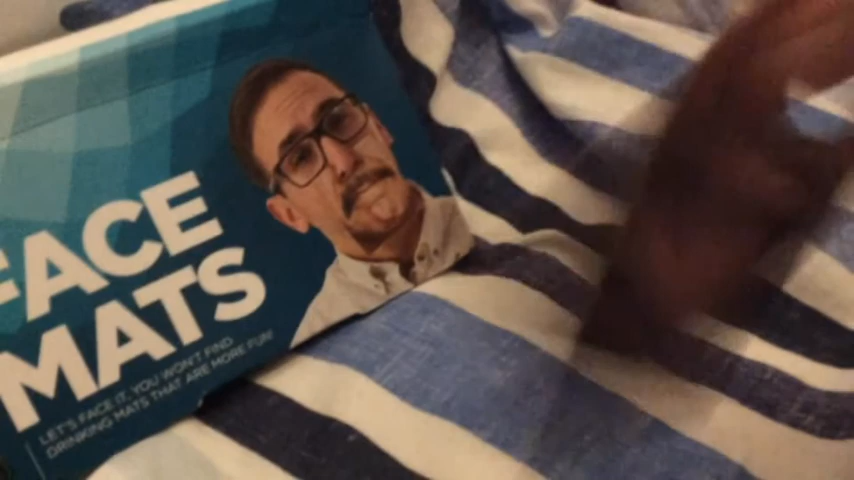 FACE
MATS
LET'S FACE IT, YOU WON'T FIND
DRINKING MATS THAT ARE MORE FUN!